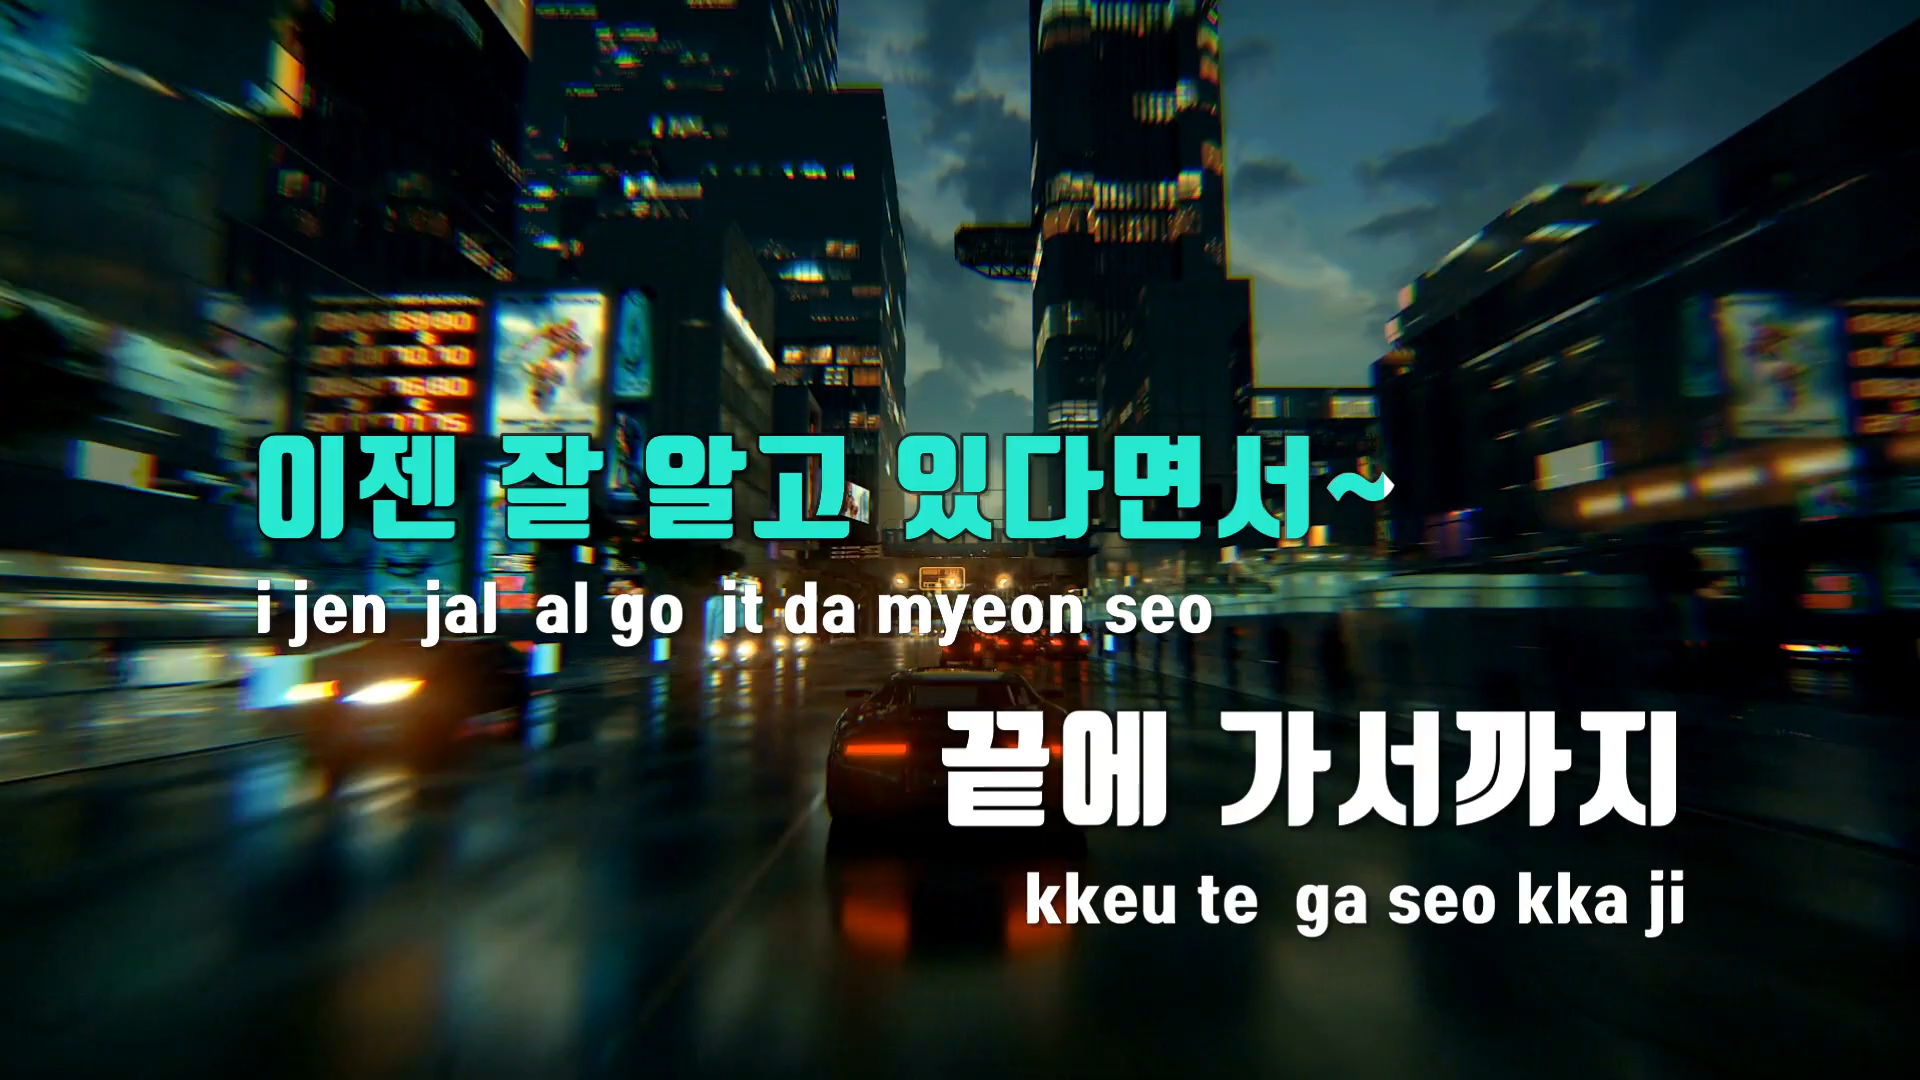 이젠 잘 알고 있다면서~
i jen jal al go it da myeon seo
끝에 가서까지
kkeu te ga seo kka ji